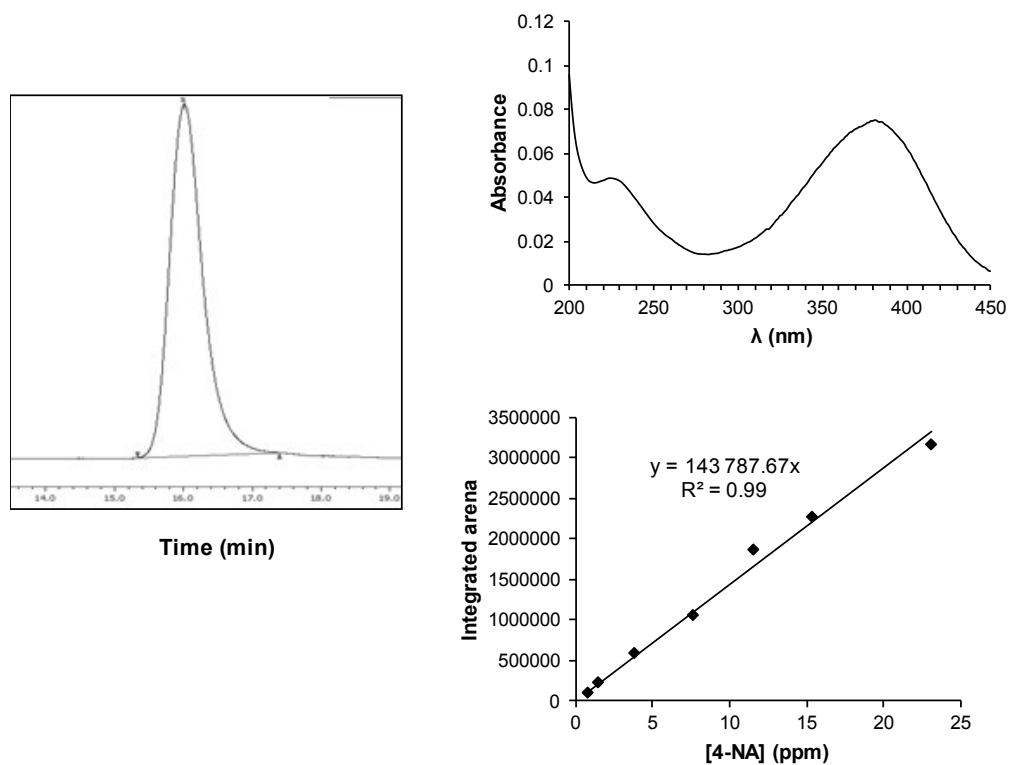 14.0 15.0 16.0 17.0 18.0 19.0
Time (min)
0.12
0.1
0.08
0.06
0.04
0.02
0
Absorbance
200 250 300 350 400 450
λ (nm)
3500000
3000000
2500000
2000000
1500000
1000000
500000
0
Integrated arena
y = 143 787.67x
R² = 0.99
0 5 10 15 20 25
[4-NA] (ppm)